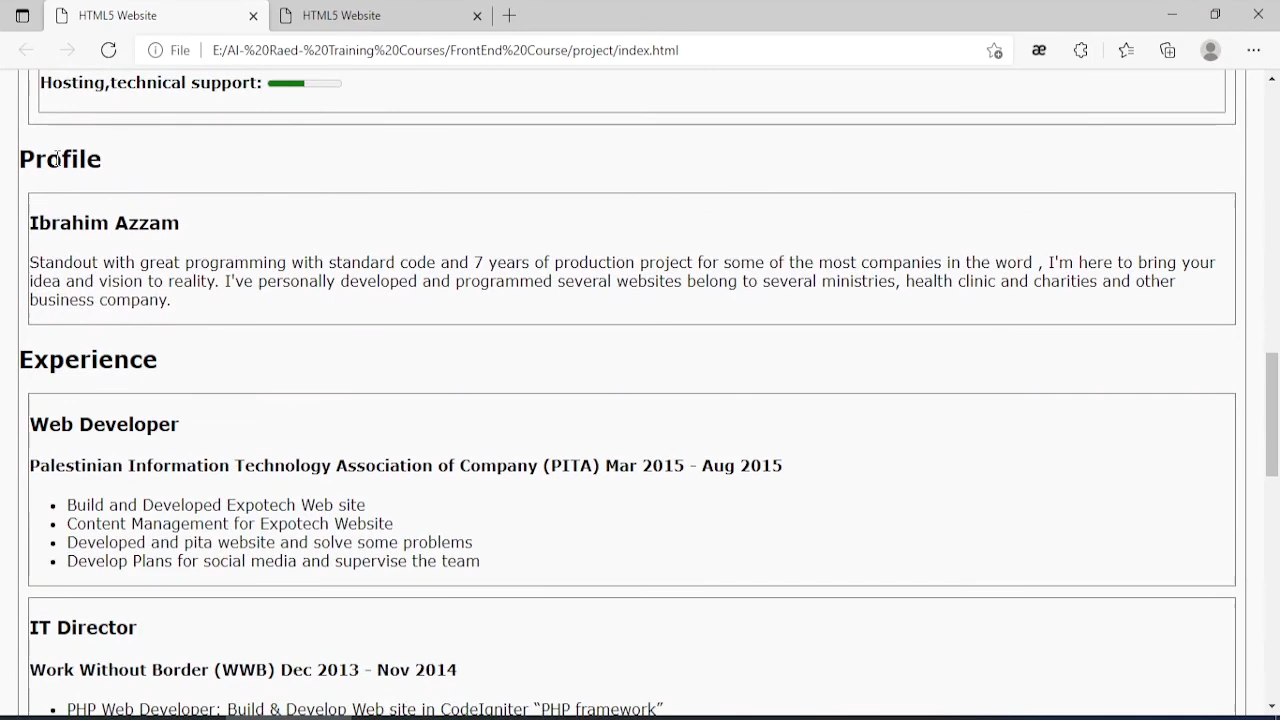 HTML5 Website
HTML5 Website
File E:/Al-%20Raed-%20Training%20Courses/FrontEnd%20Course/project/index.html
æ
Hosting,technical support:
Profile
Ibrahim Azzam
Standout with great programming with standard code and 7 years of production project for some of the most companies in the word , I'm here to bring your
idea and vision to reality. I've personally developed and programmed several websites belong to several ministries, health clinic and charities and other
business company.
Experience
Web Developer
Palestinian Information Technology Association of Company (PITA) Mar 2015 - Aug 2015
• Build and Developed Expotech Web site
• Content Management for Expotech Website
• Developed and pita website and solve some problems
• Develop Plans for social media and supervise the team
IT Director
Work Without Border (WWB) Dec 2013 - Nov 2014
• PHP Web Developer: Build & Develop Web site in CodeIgniter “PHP framework”